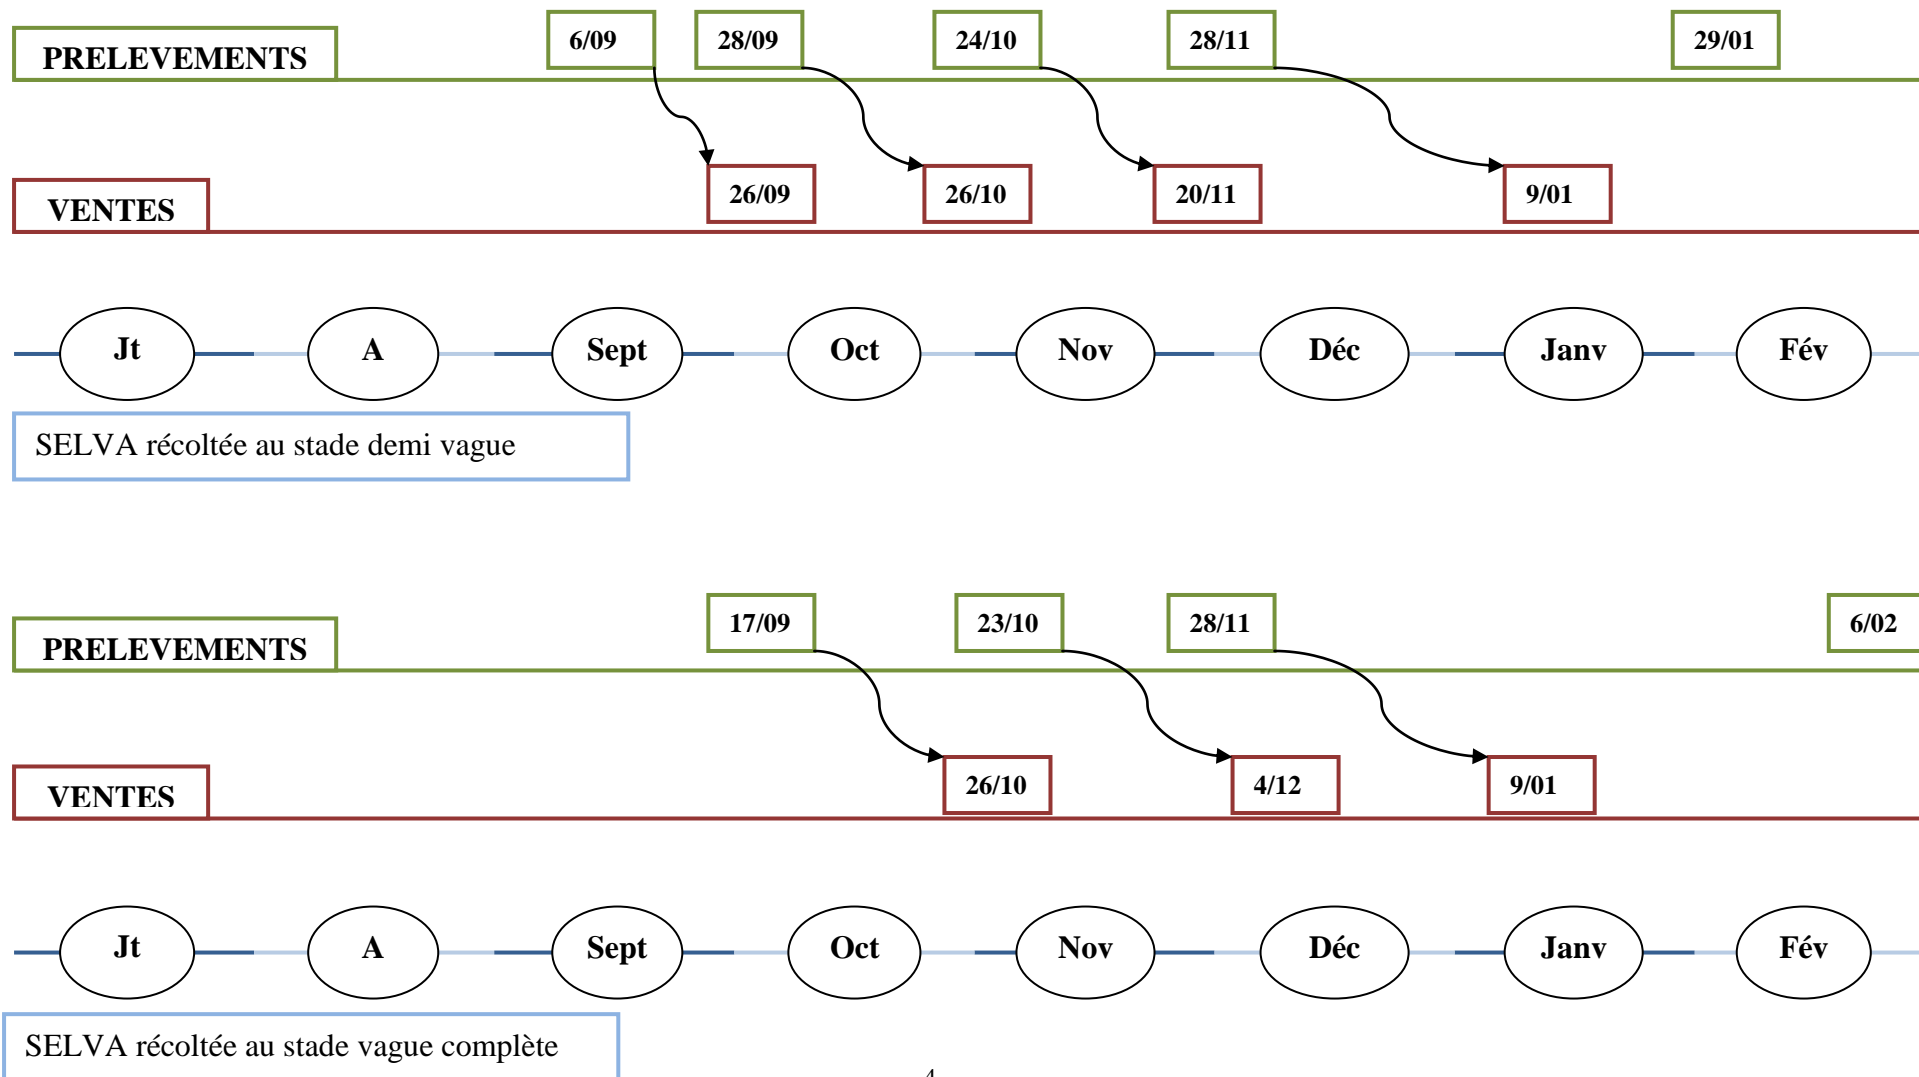 6/09 28/09 24/10 28/11 29/01
PRELEVEMENTS
26/09 26/10 20/11 9/01
VENTES
Jt A Sept Oct Nov Déc Janv Fév
SELVA récoltée au stade demi vague
17/09 23/10 28/11 6/02
PRELEVEMENTS
26/10 4/12 9/01
VENTES
Jt A Sept Oct Nov Déc Janv Fév
SELVA récoltée au stade vague complète
4